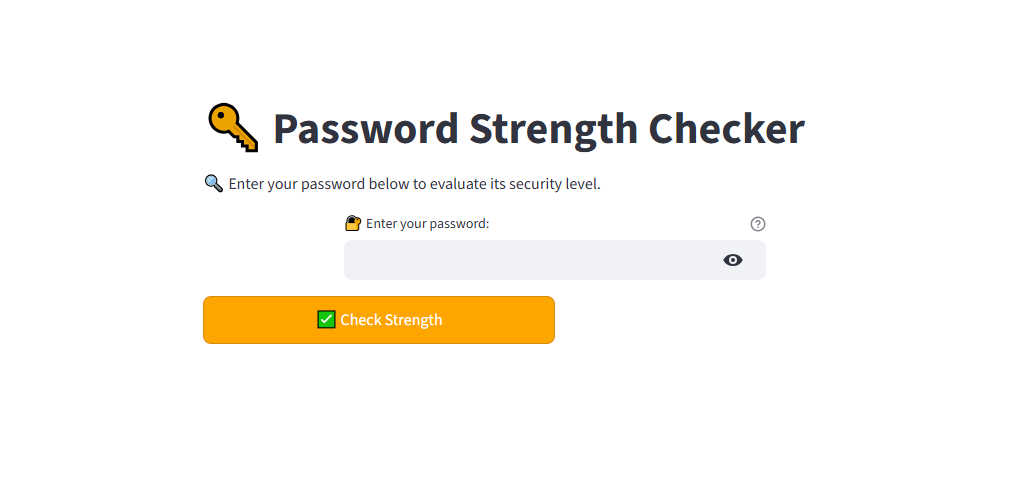 Password Strength Checker
Enter your password below to evaluate its security level.
Enter your password:
Check Strength